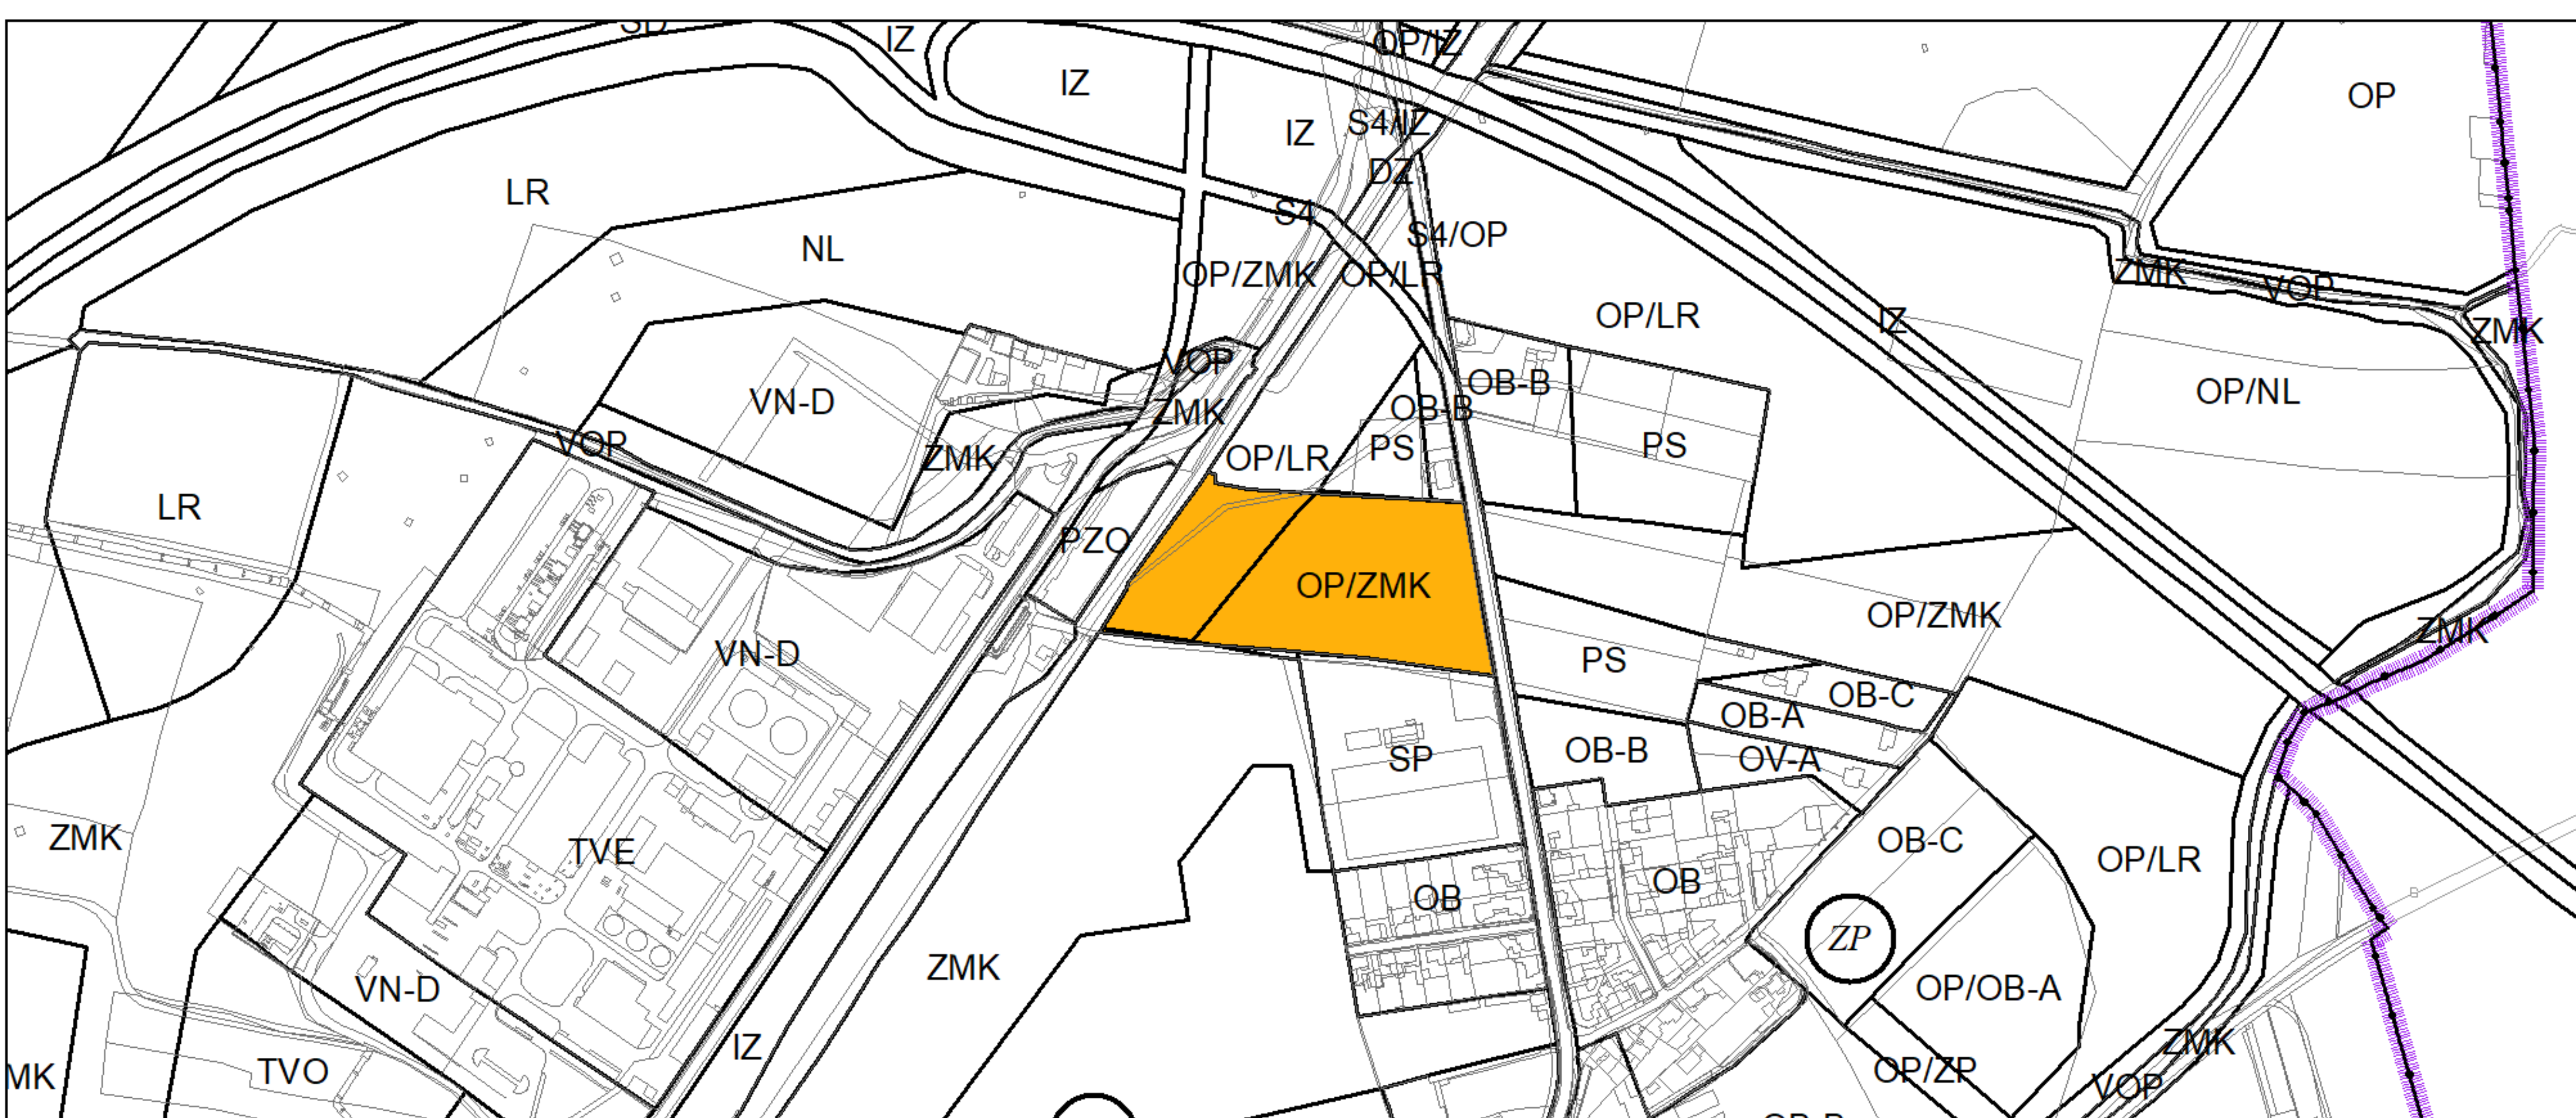 SD
IZ
OP/IZ
IZ
OP
IZ
S4/IZ
DZ
LR
S4
S4/OP
NL
OP/ZMK
OP/LR
ZMK
VOP
OP/LR
IZ
ZMK
VOP
OB-B
OP/NL
VN-D
ZMK
OB-B
VOP
ZMK
OP/LR
PS
PS
LR
PZO
OP/ZMK
OP/ZMK
ZMK
VN-D
PS
OB-C
OB-A
SP
OB-B
OV-A
ZMK
TVE
OB-C
OP/LR
OB
OB
ZP
ZMK
VN-D
OP/OB-A
IZ
ZMK
TVO
MK
OP/ZP
VOP